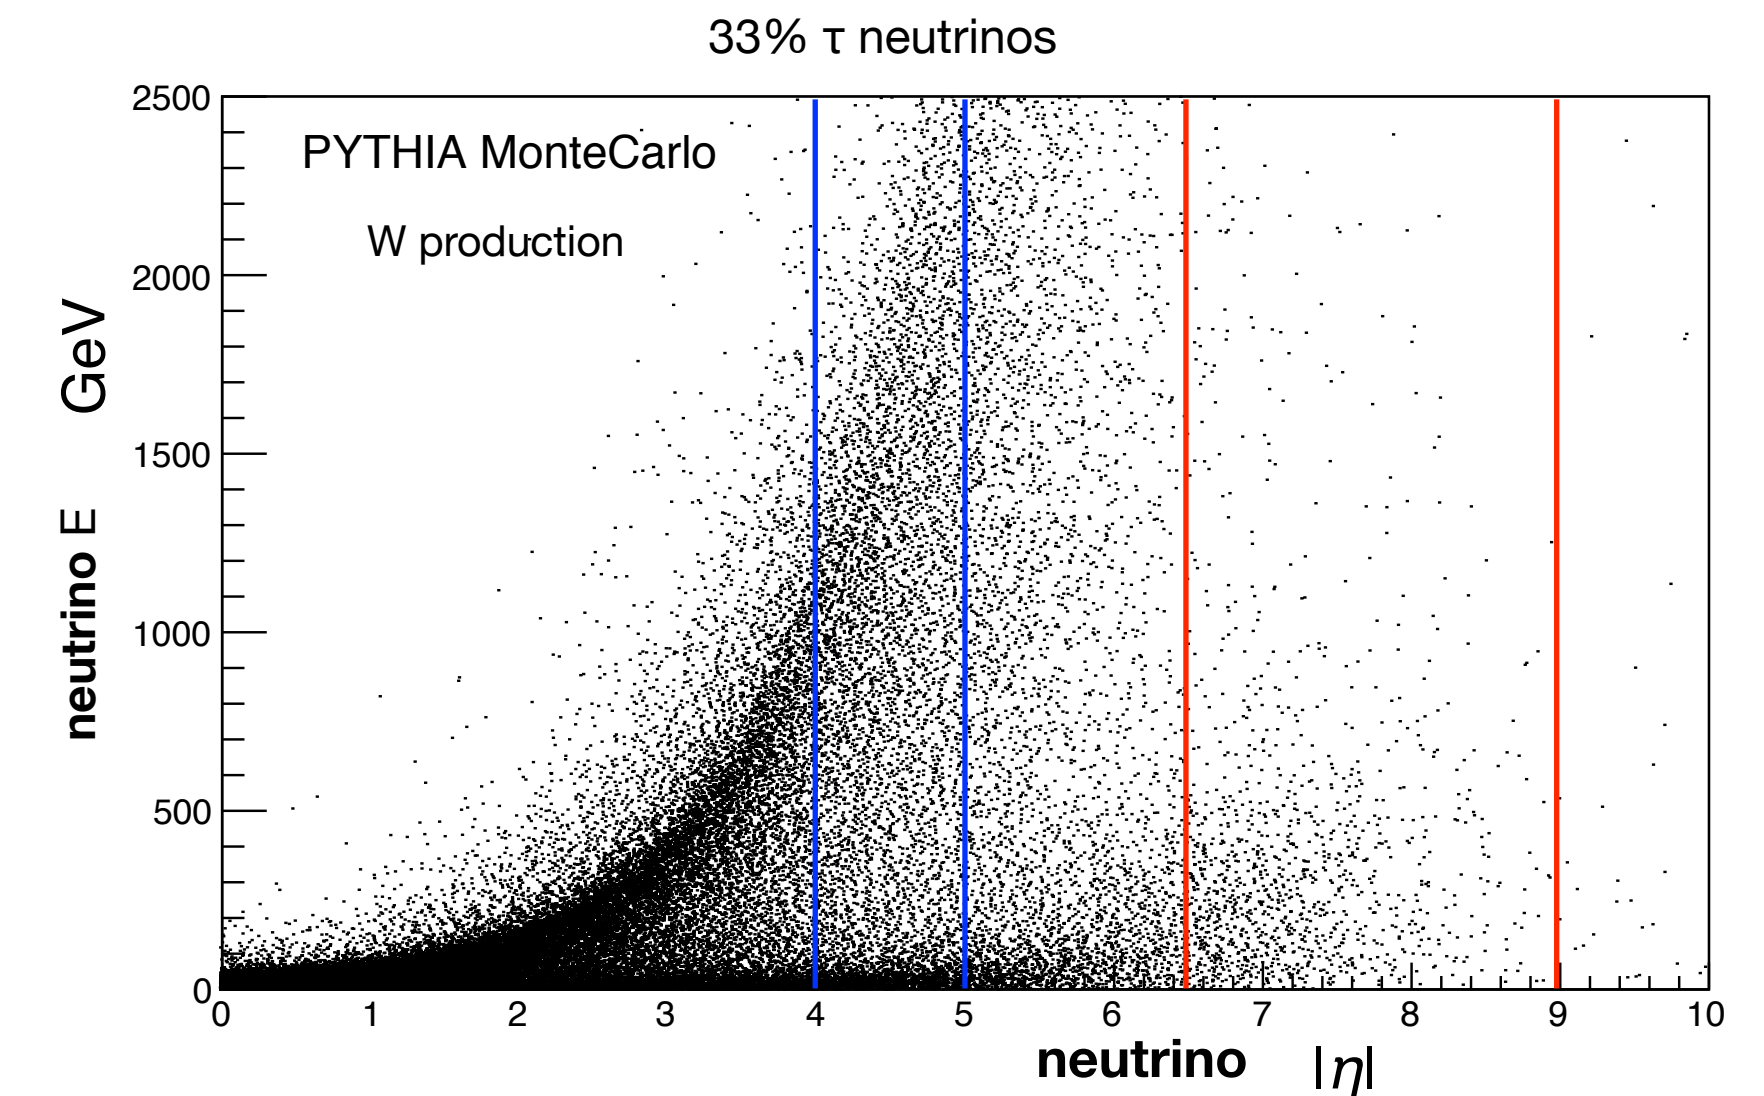 33% τ neutrinos
PYTHIA MonteCarlo
W production
2500
2000
1500
1000
500
0
neutrino E GeV
0 1 2 3 4 5 6 7 8 9 10
neutrino |η|